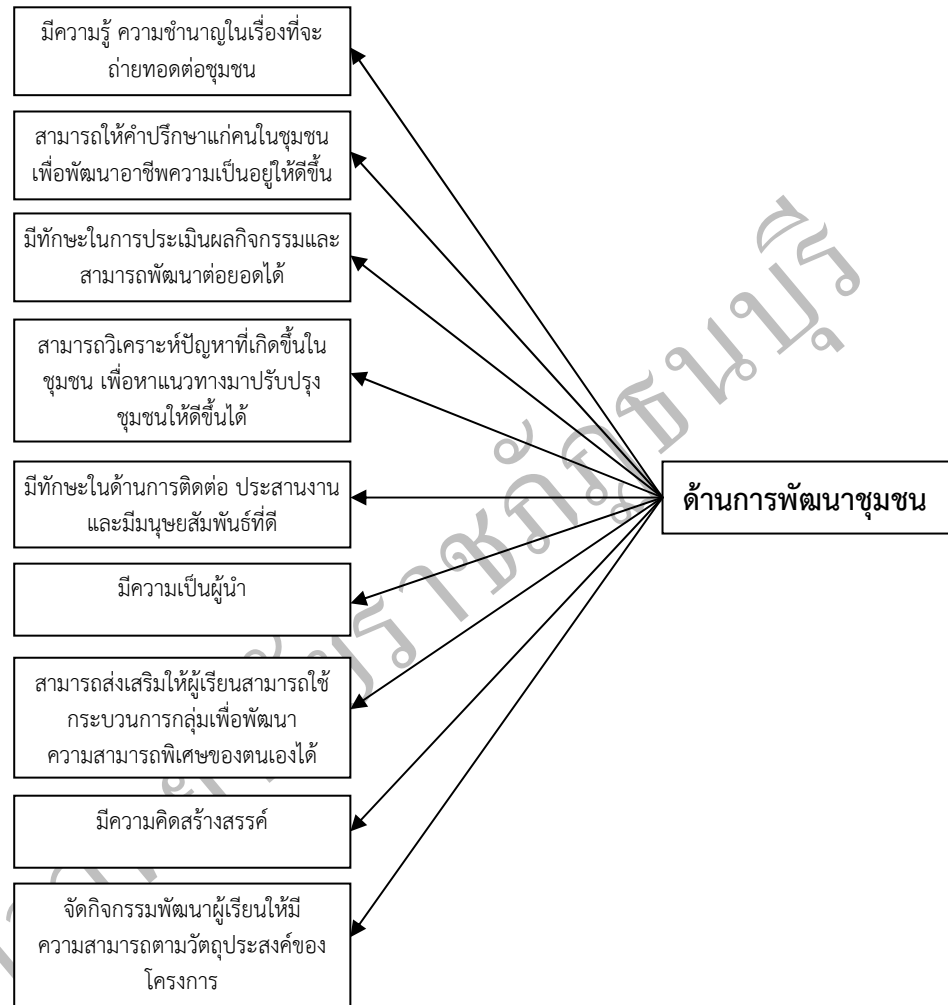 มีความรู้ ความชำนาญในเรื่องที่จะ
ถ่ายทอดต่อชุมชน
สามารถให้คำปรึกษาแก่คนในชุมชน
เพื่อพัฒนาอาชีพความเป็นอยู่ให้ดีขึ้น
มีทักษะในการประเมินผลกิจกรรมและ
สามารถพัฒนาต่อยอดได้
สามารถวิเคราะห์ปัญหาที่เกิดขึ้นใน
ชุมชน เพื่อหาแนวทางมาปรับปรุง
ชุมชนให้ดีขึ้นได้
มีทักษะในด้านการติดต่อ ประสานงาน
และมีมนุษยสัมพันธ์ที่ดี
มีความเป็นผู้นำ
สามารถส่งเสริมให้ผู้เรียนสามารถใช้
กระบวนการกลุ่มเพื่อพัฒนา
ความสามารถพิเศษของตนเองได้
มีความคิดสร้างสรรค์
จัดกิจกรรมพัฒนาผู้เรียนให้มี
ความสามารถตามวัตถุประสงค์ของ
โครงการ
ด้านการพัฒนาชุมชน
ราชภัฏธนบุรี